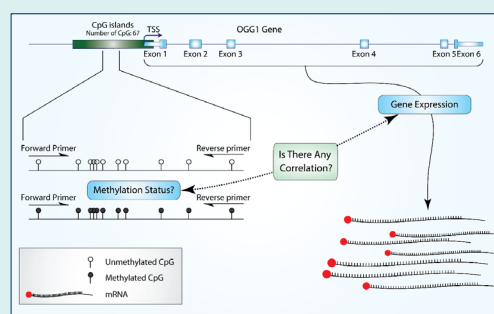 CpG islands
Number of CpG:67
TSS
OGG1 Gene
Exon 1
Exon 2
Exon 3
Exon 4
Exon 5
Exon 6
Gene Expression
Forward Primer
Reverse primer
Is There Any
Correlation?
Methylation Status?
Forward Primer
Reverse primer
Unmethylated CpG
Methylated CpG
mRNA